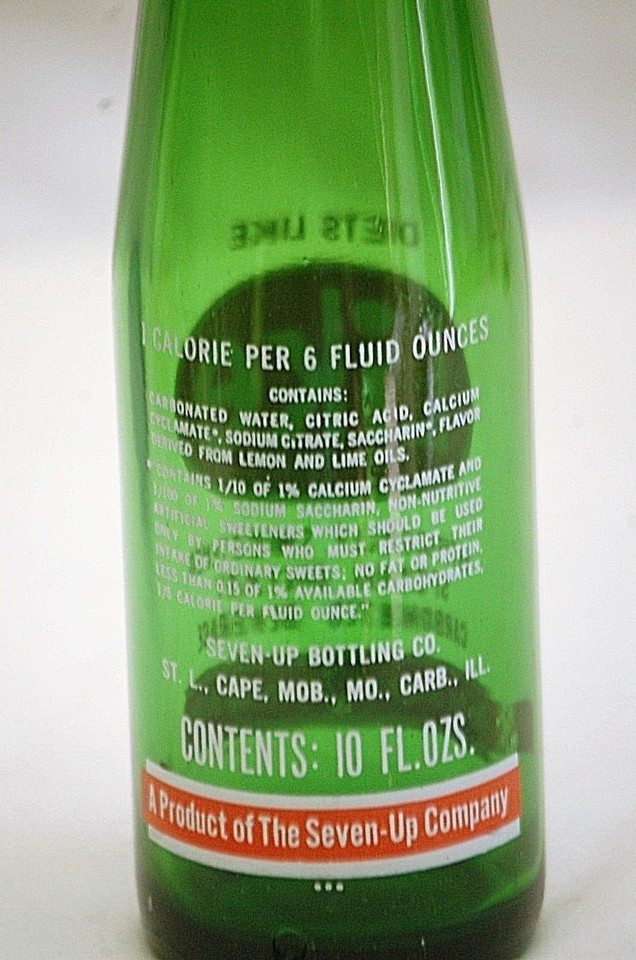 DIETS LIKE
1 CALORIE PER 6 FLUID OUNCES
CONTAINS:
CARBONATED WATER, CITRIC ACID, CALCIUM
CYCLAMATE*, SODIUM CITRATE, SACCHARIN*, FLAVOR
DERIVED FROM LEMON AND LIME OILS.
*CONTAINS 1/10 OF 1% CALCIUM CYCLAMATE AND
1/100 OF 1% SODIUM SACCHARIN, NON-NUTRITIVE
ARTIFICIAL SWEETENERS WHICH SHOULD BE USED
ONLY BY PERSONS WHO MUST RESTRICT THEIR
INTAKE OF ORDINARY SWEETS; NO FAT OR PROTEIN,
LESS THAN 0.15 OF 1% AVAILABLE CARBOHYDRATES,
1/6 CALORIE PER FLUID OUNCE."
SEVEN-UP BOTTLING CO.
ST. L., CAPE, MOB., MO., CARB., ILL.
CONTENTS: 10 FL.OZS.
A Product of The Seven-Up Company